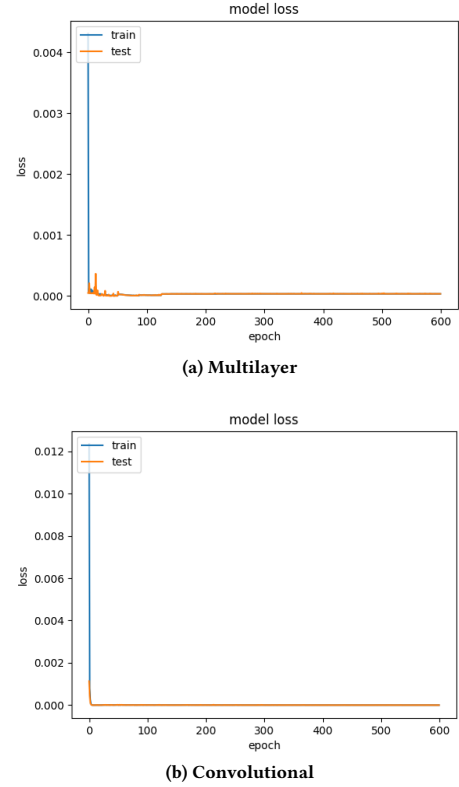 model loss
train
test
0.004
0.003
0.002
0.001
0.000
loss
0 100 200 300 400 500 600
epoch
(a) Multilayer
model loss
train
test
0.012
0.010
0.008
0.006
0.004
0.002
0.000
loss
0 100 200 300 400 500 600
epoch
(b) Convolutional